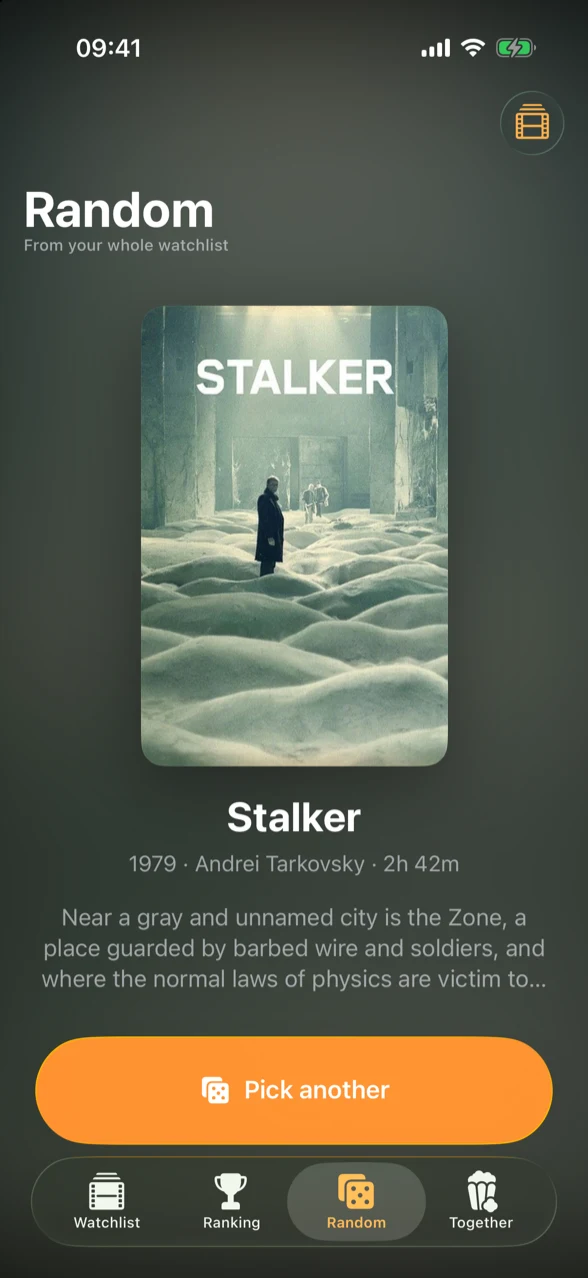 09:41
Random
From your whole watchlist
STALKER
Stalker
1979 · Andrei Tarkovsky · 2h 42m
Near a gray and unnamed city is the Zone, a
place guarded by barbed wire and soldiers, and
where the normal laws of physics are victim to...
Pick another
Watchlist
Ranking
Random
Together